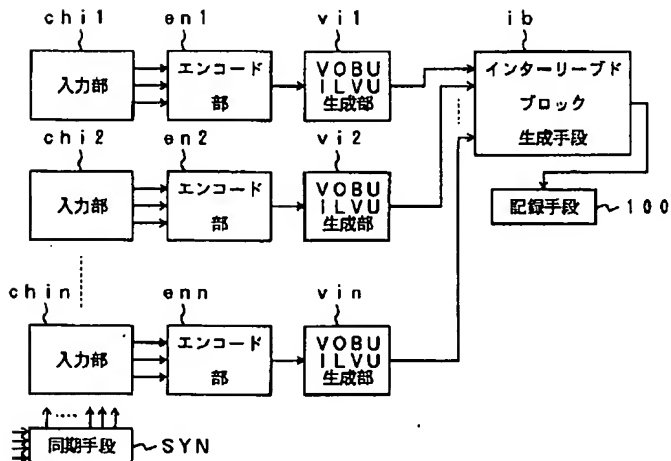 chi1 en1 vi1 ib
入力部 エンコード部 VOBU ILVU 生成部 インターリーブド ブロック 生成手段
chi2 en2 vi2
入力部 エンコード部 VOBU ILVU 生成部 記録手段 100
chin enn vin
入力部 エンコード部 VOBU ILVU 生成部
同期手段 SYN